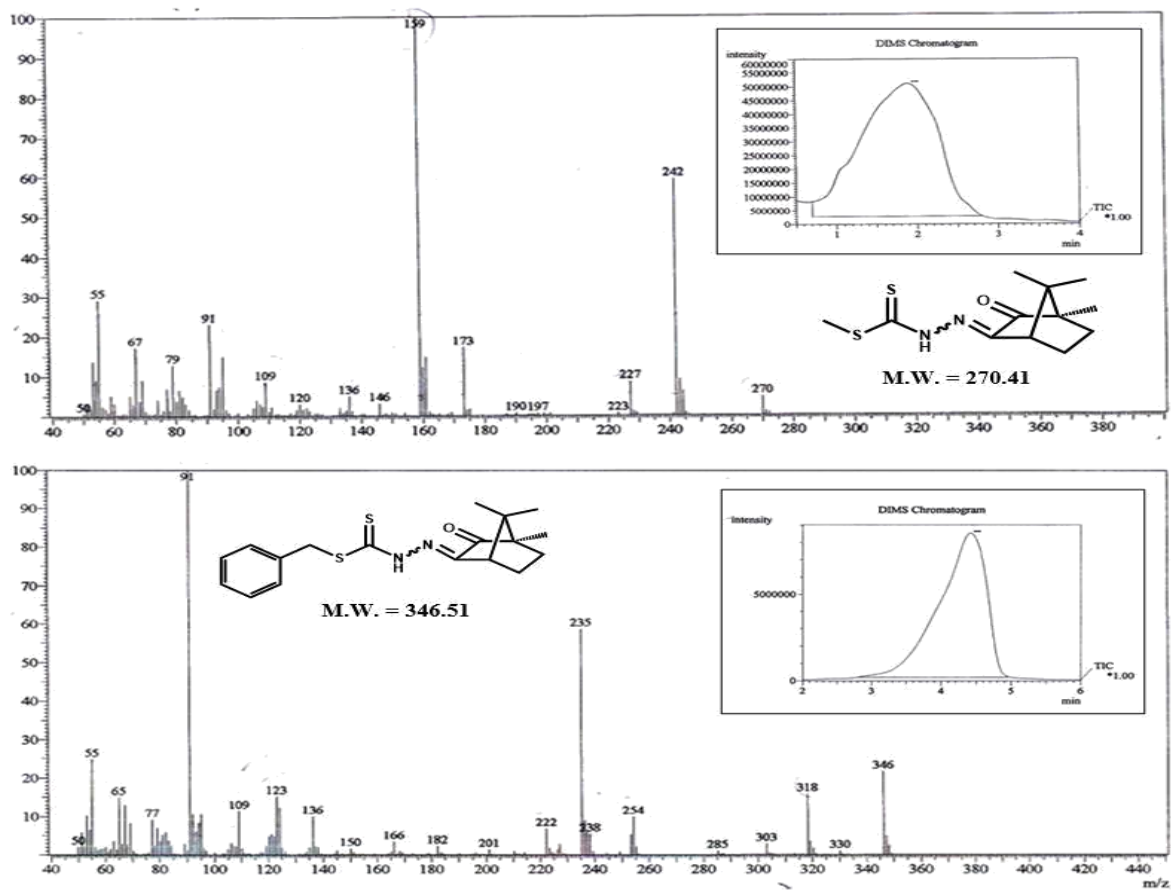 100
159
90
80
70
60
50
40
30
20
10
242
55
91
67
79
173
109
227
136
120
146
50
190
197
223
270
40 60 80 100 120 140 160 180 200 220 240 260 280 300 320 340 360 380
DIMS Chromatogram
intensity
60000000
55000000
50000000
45000000
40000000
35000000
30000000
25000000
20000000
15000000
10000000
5000000
0
1 2 3 4
TIC
*1.00
min
S
S
N
H
N
O
M.W. = 270.41
100
91
90
80
70
60
50
40
30
20
10
235
55
346
65
123
318
109
77
136
254
222
238
50
150
166
182
201
285
303
330
40 60 80 100 120 140 160 180 200 220 240 260 280 300 320 340 360 380 400 420 440
m/z
S
S
N
H
N
O
M.W. = 346.51
DIMS Chromatogram
intensity
5000000
0
2 3 4 5 6
TIC
*1.00
min